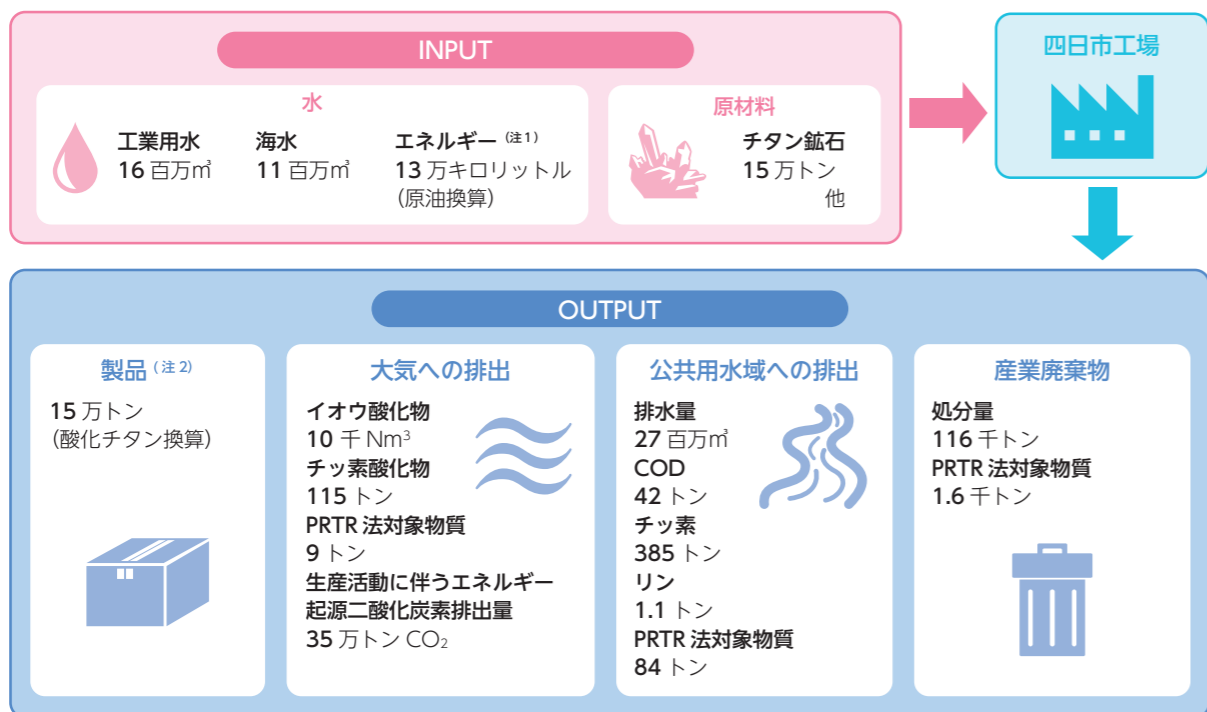 INPUT
水
工業用水
16 百万㎥
海水
11 百万㎥
エネルギー (注1)
13 万キロリットル
(原油換算)
原材料
チタン鉱石
15 万トン
他
四日市工場
OUTPUT
製品 (注2)
15 万トン
(酸化チタン換算)
大気への排出
イオウ酸化物
10 千 Nm³
チッ素酸化物
115 トン
PRTR 法対象物質
9 トン
生産活動に伴うエネルギー
起源二酸化炭素排出量
35 万トン CO₂
公共用水域への排出
排水量
27 百万㎥
COD
42 トン
チッ素
385 トン
リン
1.1 トン
PRTR 法対象物質
84 トン
産業廃棄物
処分量
116 千トン
PRTR 法対象物質
1.6 千トン